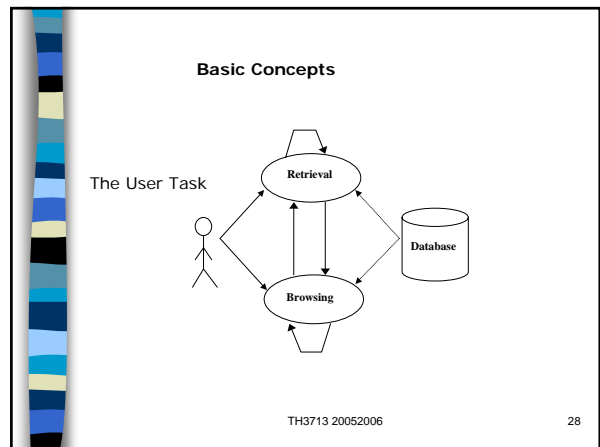 Basic Concepts
The User Task
Retrieval
Database
Browsing
TH3713 20052006
28